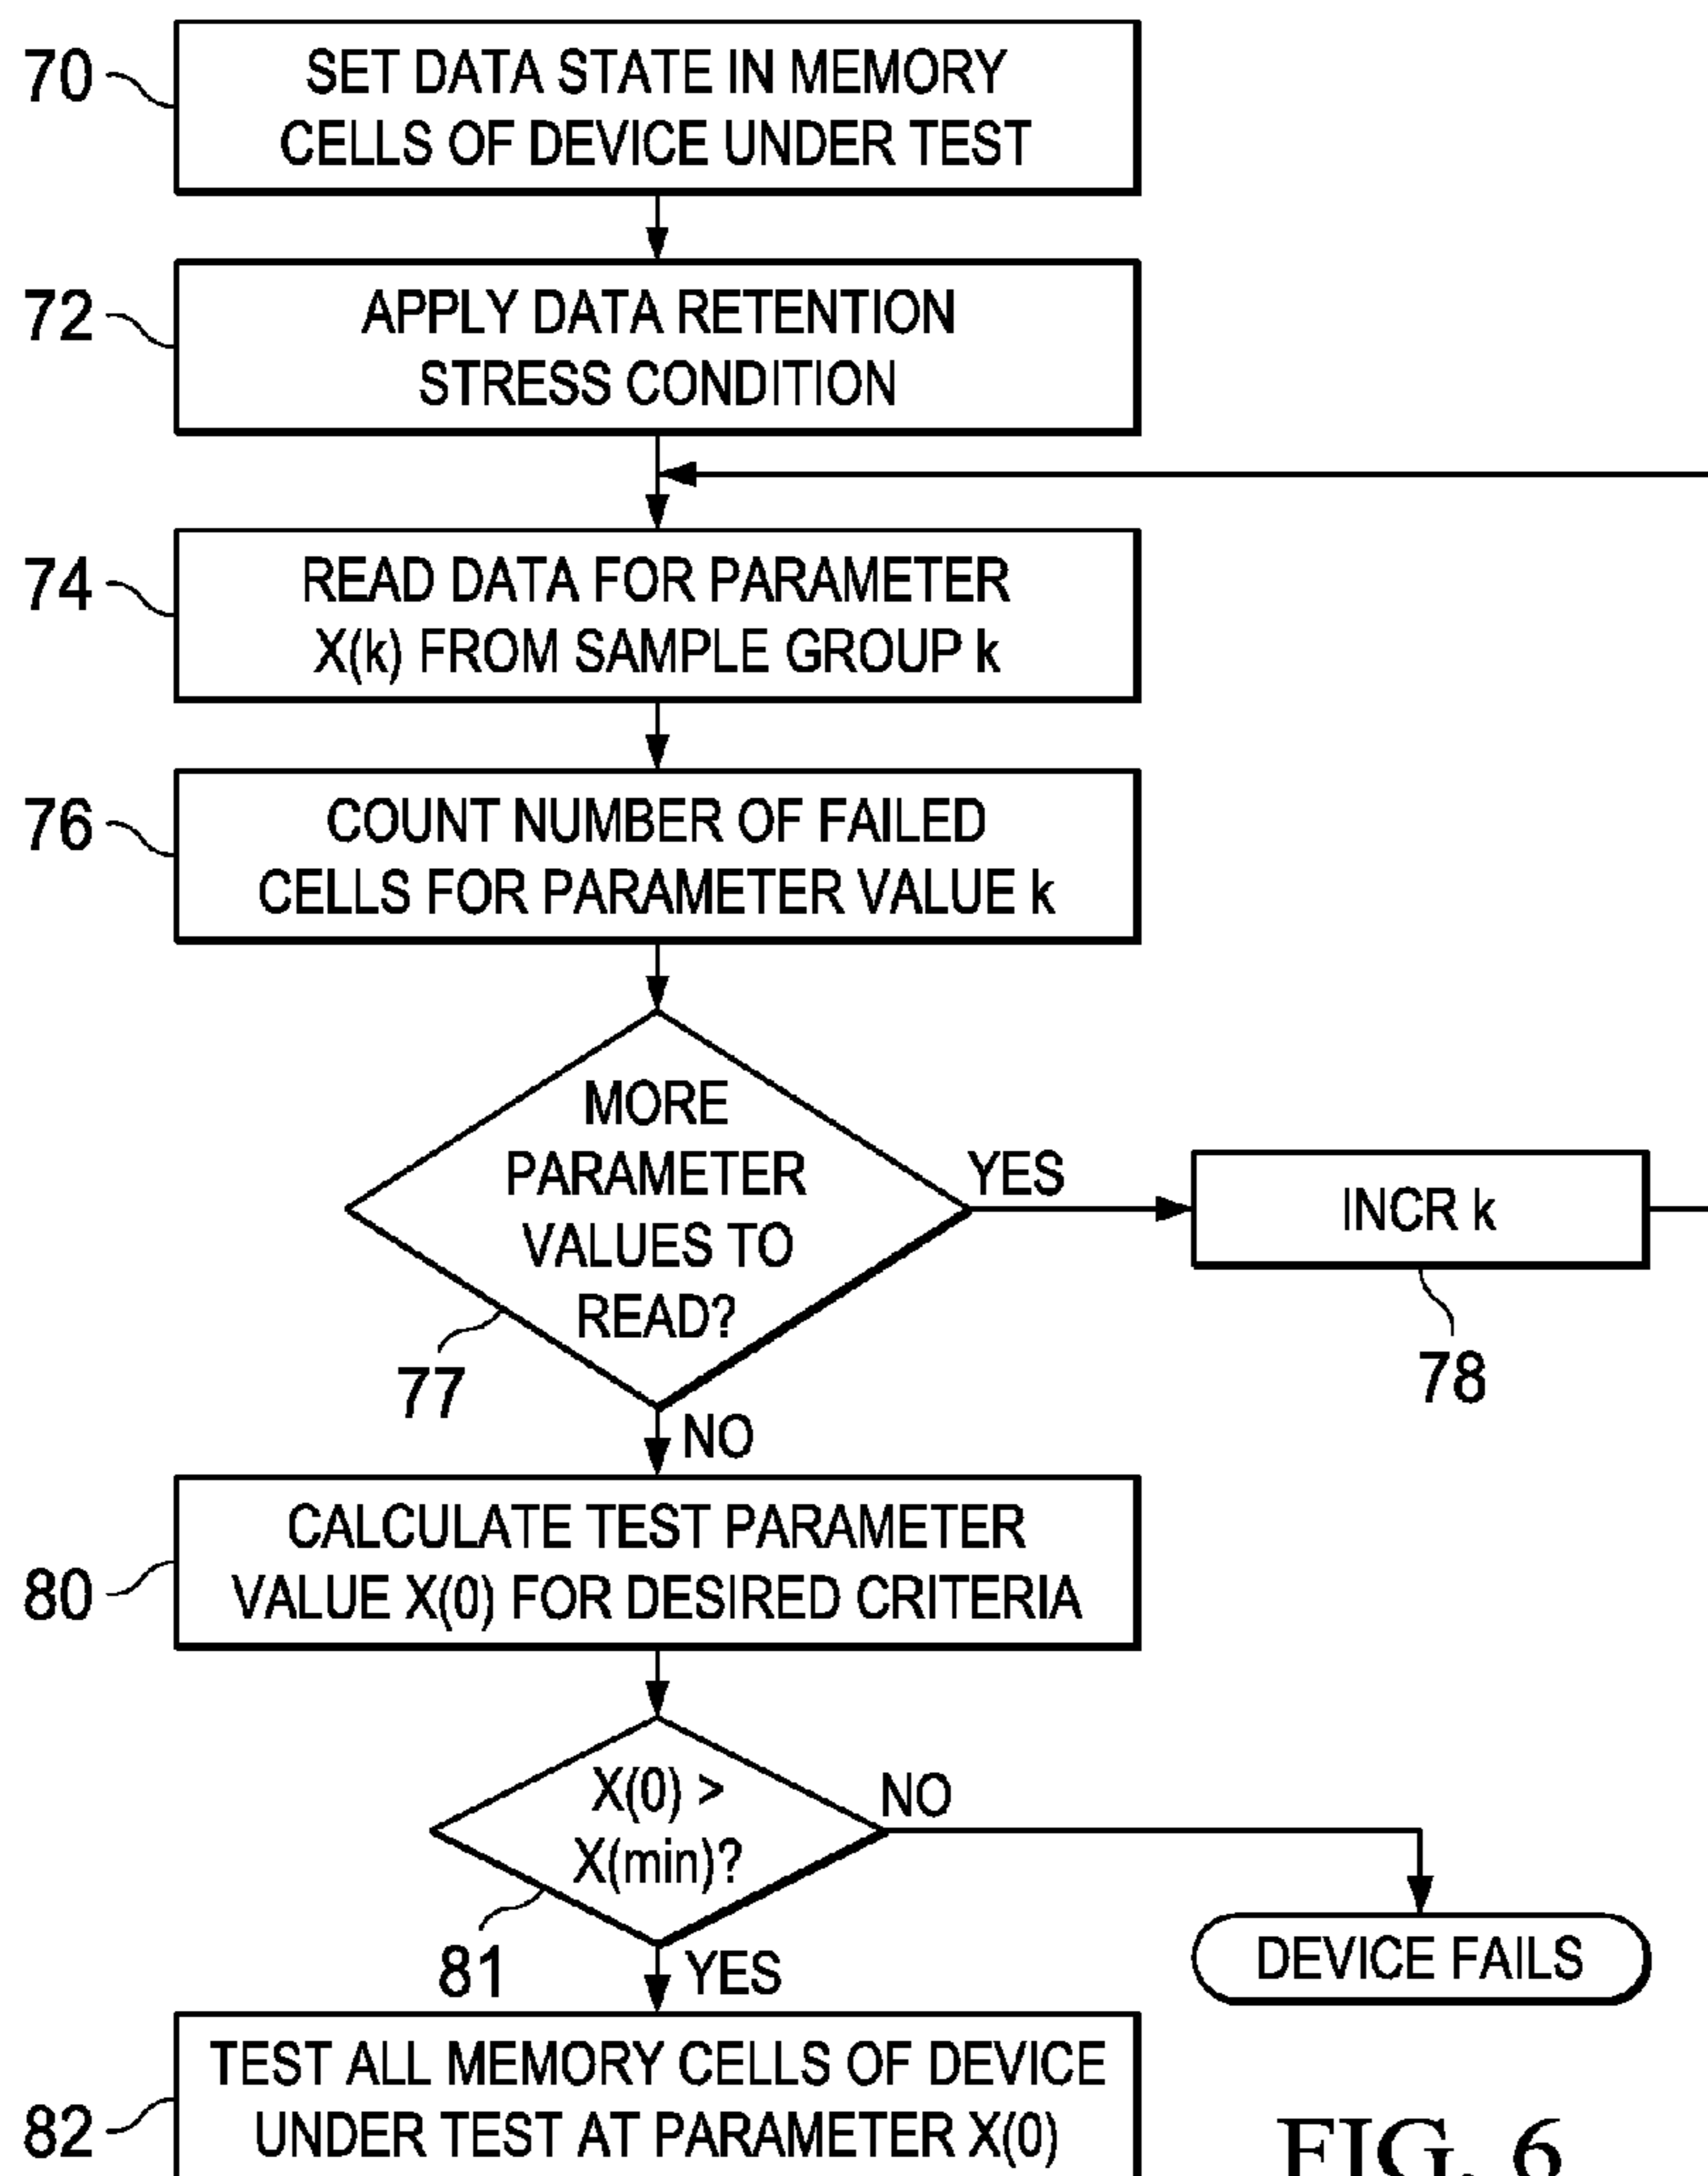 70
SET DATA STATE IN MEMORY
CELLS OF DEVICE UNDER TEST
72
APPLY DATA RETENTION
STRESS CONDITION
74
READ DATA FOR PARAMETER
X(k) FROM SAMPLE GROUP k
76
COUNT NUMBER OF FAILED
CELLS FOR PARAMETER VALUE k
MORE
PARAMETER
VALUES TO
READ?
YES
INCR k
77
78
NO
80
CALCULATE TEST PARAMETER
VALUE X(0) FOR DESIRED CRITERIA
X(0) >
X(min)?
NO
81
YES
DEVICE FAILS
82
TEST ALL MEMORY CELLS OF DEVICE
UNDER TEST AT PARAMETER X(0)
FIG. 6